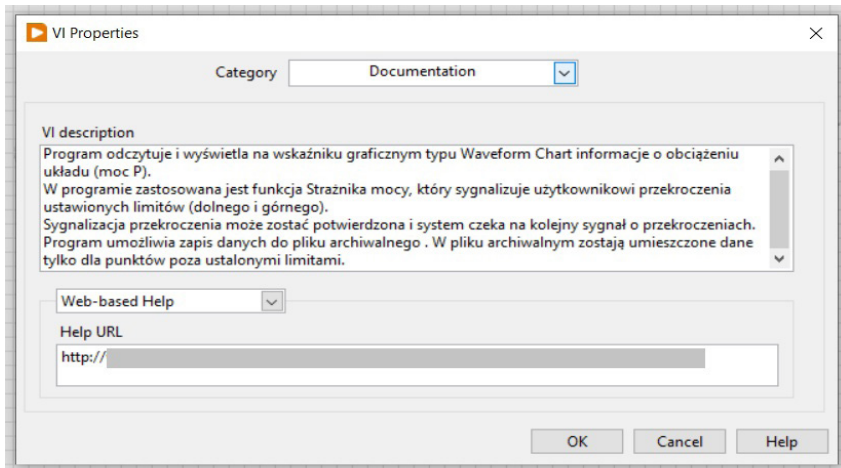 VI Properties
Category
Documentation
VI description
Program odczytuje i wyświetla na wskaźniku graficznym typu Waveform Chart informacje o obciążeniu
układu (moc P).
W programie zastosowana jest funkcja Strażnika mocy, który sygnalizuje użytkownikowi przekroczenia
ustawionych limitów (dolnego i górnego).
Sygnalizacja przekroczenia może zostać potwierdzona i system czeka na kolejny sygnał o przekroczeniach.
Program umożliwia zapis danych do pliku archiwalnego . W pliku archiwalnym zostają umieszczone dane
tylko dla punktów poza ustalonymi limitami.
Web-based Help
Help URL
http://
OK Cancel Help